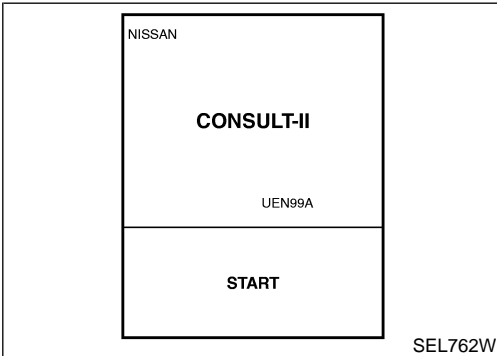 NISSAN
CONSULT-II
UEN99A
START
SEL762W